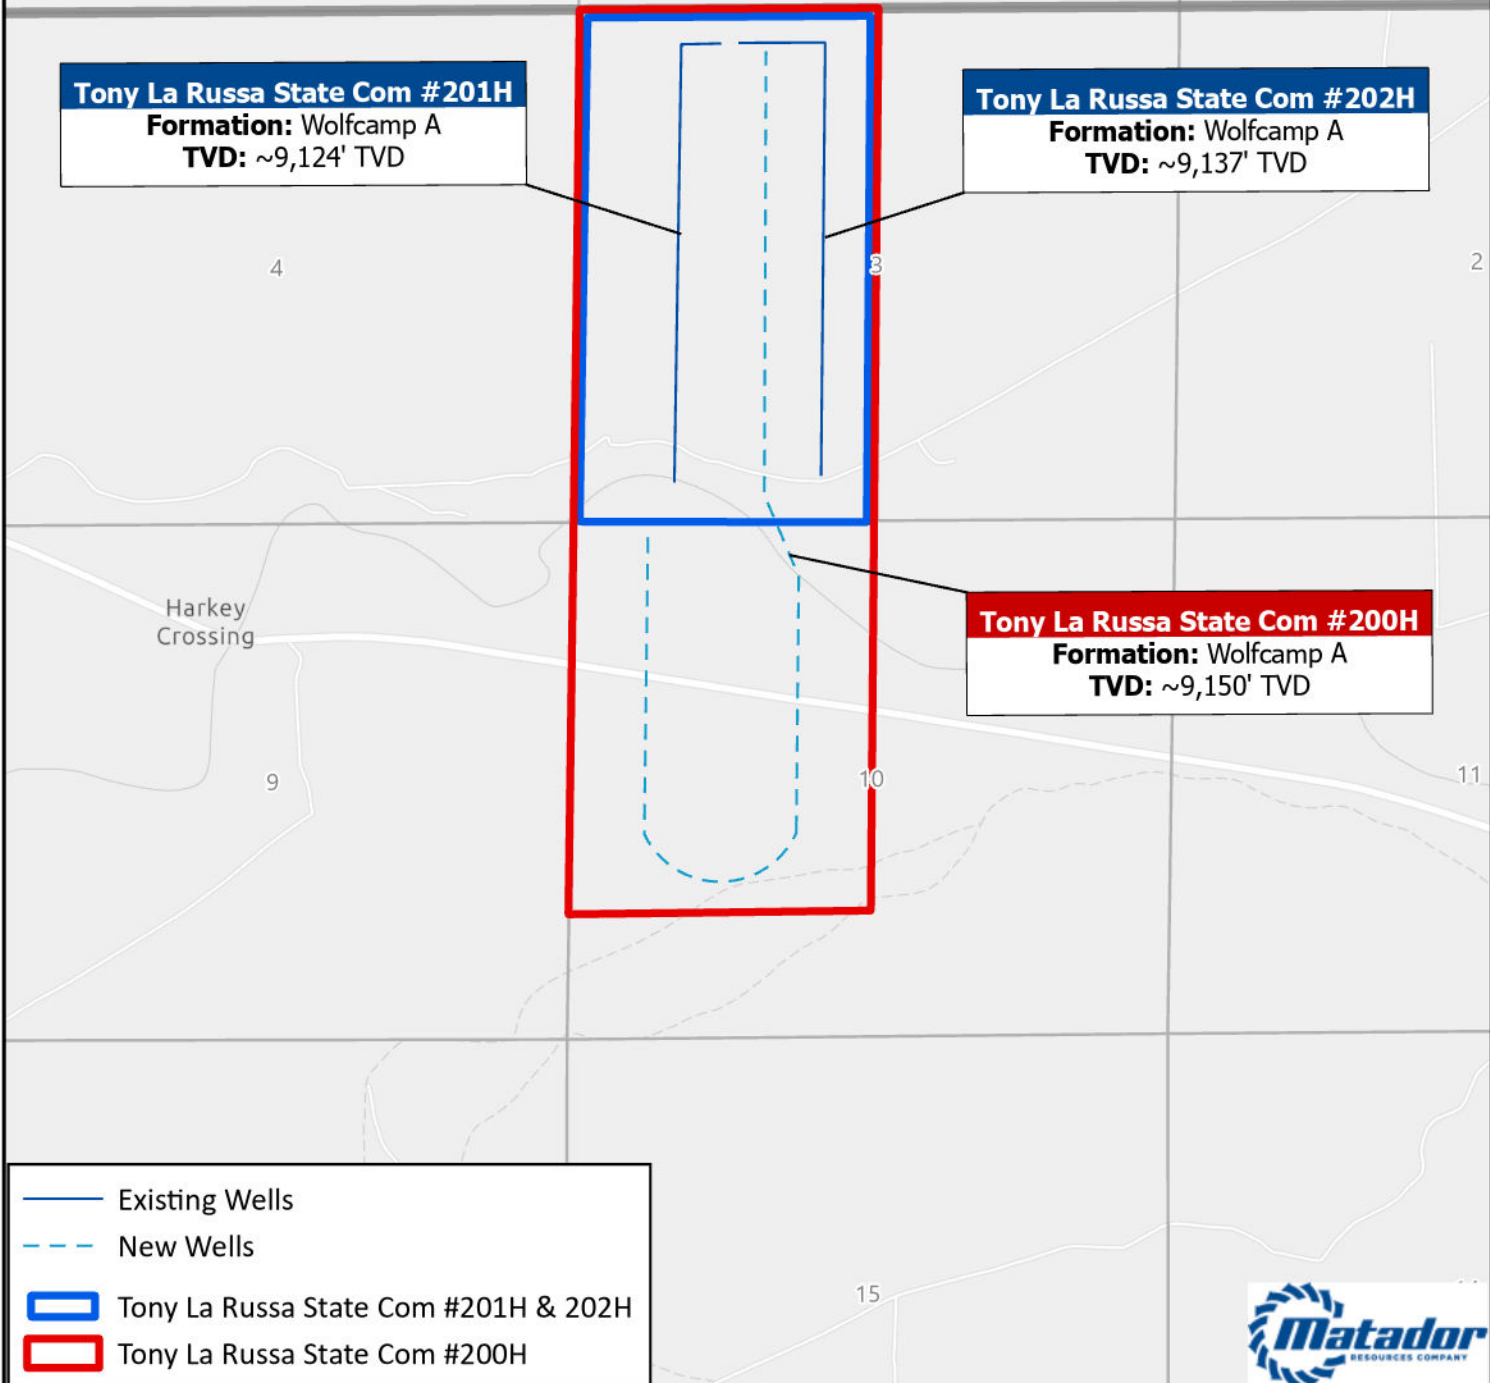 Tony La Russa State Com #201H
Formation: Wolfcamp A
TVD: ~9,124' TVD
Tony La Russa State Com #202H
Formation: Wolfcamp A
TVD: ~9,137' TVD
4
3
2
Harkey
Crossing
Tony La Russa State Com #200H
Formation: Wolfcamp A
TVD: ~9,150' TVD
9
10
11
Existing Wells
New Wells
Tony La Russa State Com #201H & 202H
Tony La Russa State Com #200H
15
Matador
RESOURCES COMPANY